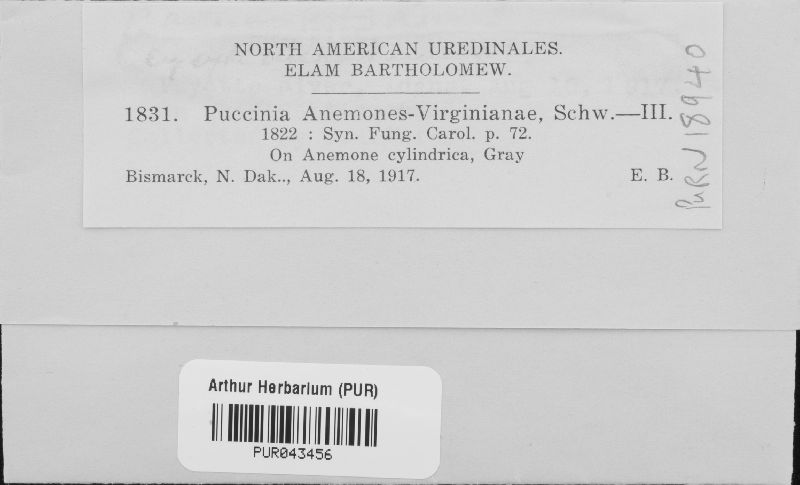 NORTH AMERICAN UREDINALES.
ELAM BARTHOLOMEW.
1831. Puccinia Anemones-Virginianae, Schw.—III.
1822 : Syn. Fung. Carol. p. 72.
On Anemone cylindrica, Gray
Bismarck, N. Dak.., Aug. 18, 1917. E. B.
PURN 18940
Arthur Herbarium (PUR)
PUR043456